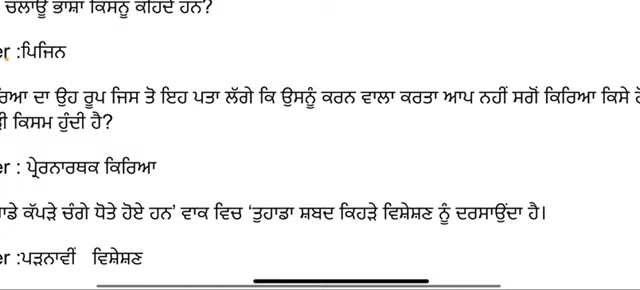 ਚਲਾਊ ਭਾਸ਼ਾ ਕਿਸਨੂੰ ਕਹਿਂਦੇ ਹਨ?
er :ਪਿਜਿਨ
ਰਿਆ ਦਾ ਉਹ ਰੂਪ ਜਿਸ ਤੋ ਇਹ ਪਤਾ ਲੱਗੇ ਕਿ ਉਸਨੂੰ ਕਰਨ ਵਾਲਾ ਕਰਤਾ ਆਪ ਨਹੀਂ ਸਗੋਂ ਕਿਰਿਆ ਕਿਸੇ
ਕਿਸਮ ਹੁੰਦੀ ਹੈ?
er : ਪ੍ਰੇਰਨਾਰਥਕ ਕਿਰਿਆ
ਾਡੇ ਕੱਪੜੇ ਚੰਗੇ ਧੋਤੇ ਹੋਏ ਹਨ’ ਵਾਕ ਵਿਚ ‘ਤੁਹਾਡਾ ਸ਼ਬਦ ਕਿਹੜੇ ਵਿਸ਼ੇਸ਼ਣ ਨੂੰ ਦਰਸਾਉਂਦਾ ਹੈ।
er :ਪੜਨਾਵੀਂ ਵਿਸ਼ੇਸ਼ਣ